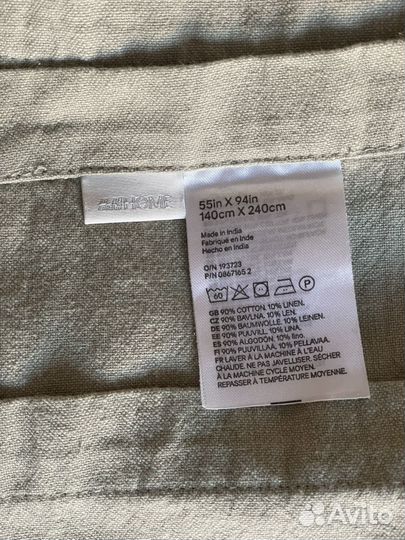 H&M HOME
55in X 94in
140cm X 240cm
Made in India
Fabriqué en Inde
Hecho en India
O/N 193723
P/N 0867165 2
60
P
GB 90% COTTON. 10% LINEN.
CZ 90% BAVLNA. 10% LEN.
DE 90% BAUMWOLLE. 10% LEINEN.
EE 90% PUUVILL. 10% LINA.
ES 90% ALGODÓN. 10% lino.
FI 90% PUUVILLAA. 10% PELLAVAA.
FR LAVER À LA MACHINE À L'EAU
CHAUDE. NE PAS JAVELLISER. SÉCHER
À LA MACHINE CYCLE MOYEN.
REPASSER À TEMPÉRATURE MOYENNE.
Avito